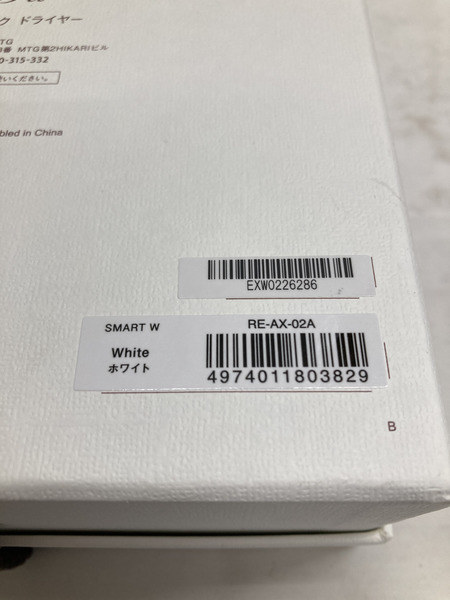 ク ドライヤー
TG
番 MTG第2HIKARIビル
0-315-332
ください。
bled in China
EXW0226286
SMART W
RE-AX-02A
White
ホワイト
4974011803829
B